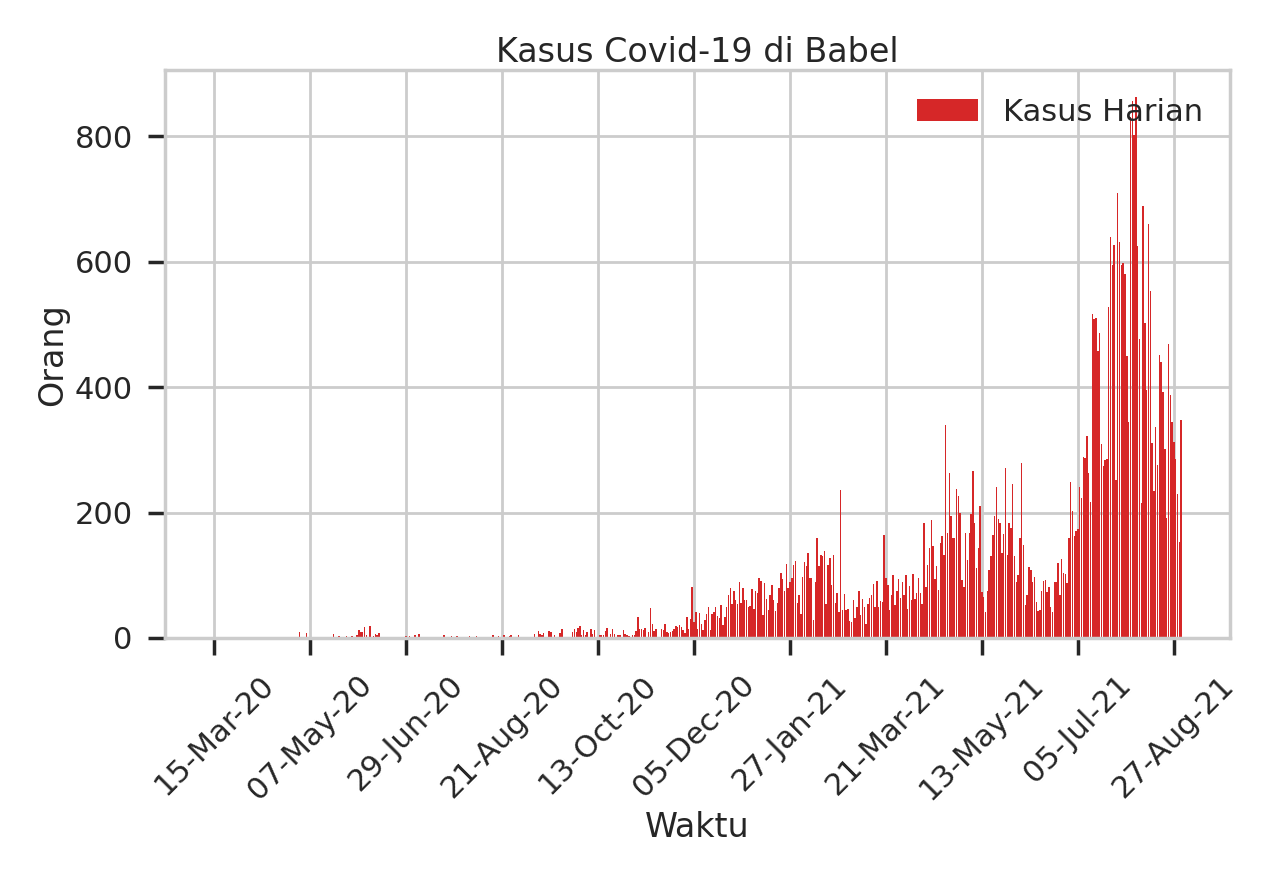 Kasus Covid-19 di Babel
Kasus Harian
Orang
800
600
400
200
0
15-Mar-20
07-May-20
29-Jun-20
21-Aug-20
13-Oct-20
05-Dec-20
27-Jan-21
21-Mar-21
13-May-21
05-Jul-21
27-Aug-21
Waktu